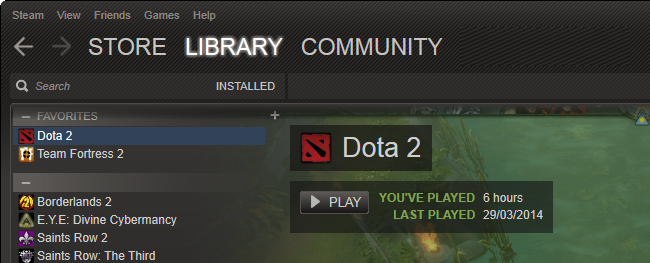 Steam View Friends Games Help
STORE LIBRARY COMMUNITY
Search INSTALLED
FAVORITES
Dota 2
Team Fortress 2
Borderlands 2
E.Y.E: Divine Cybermancy
Saints Row 2
Saints Row: The Third
Dota 2
PLAY YOU'VE PLAYED 6 hours
LAST PLAYED 29/03/2014